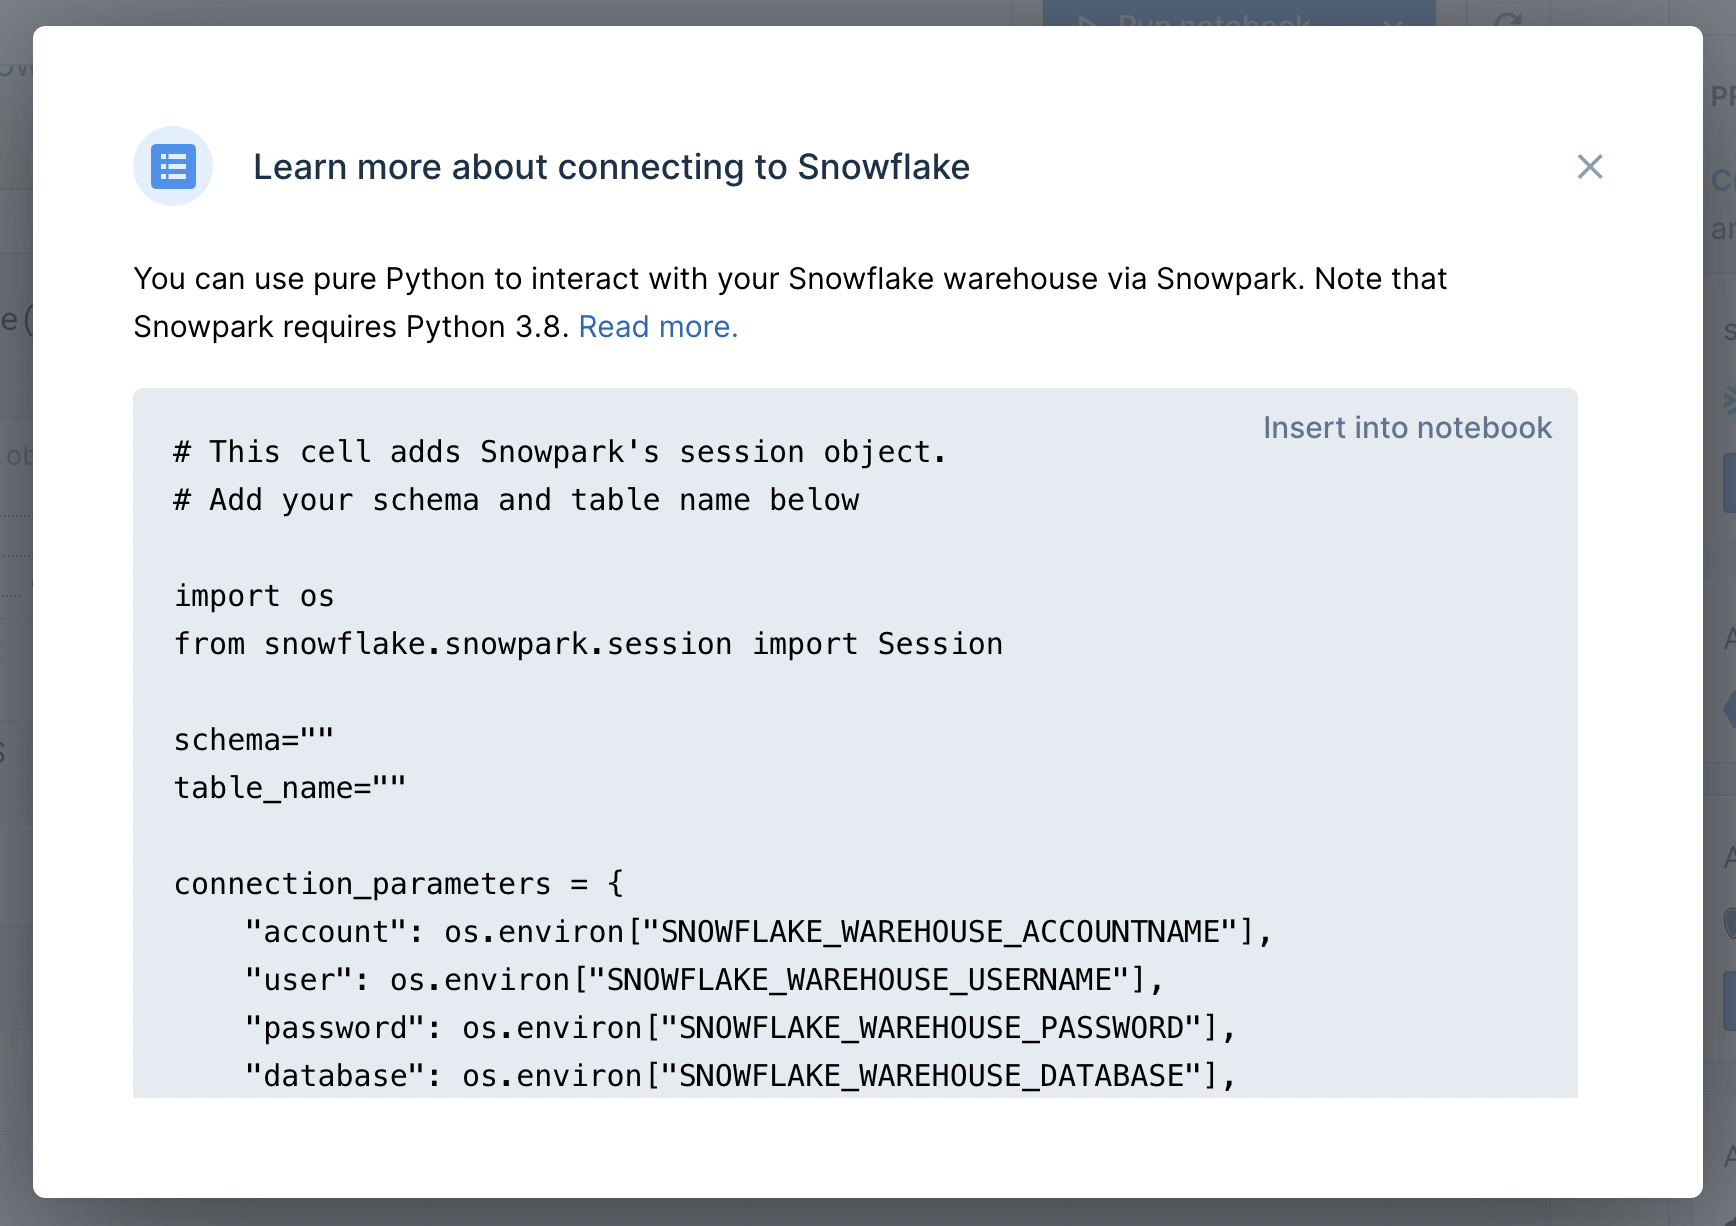 Run notebook
Learn more about connecting to Snowflake
You can use pure Python to interact with your Snowflake warehouse via Snowpark. Note that
Snowpark requires Python 3.8. Read more.
Insert into notebook
# This cell adds Snowpark's session object.
# Add your schema and table name below
import os
from snowflake.snowpark.session import Session
schema=""
table_name=""
connection_parameters = {
"account": os.environ["SNOWFLAKE_WAREHOUSE_ACCOUNTNAME"],
"user": os.environ["SNOWFLAKE_WAREHOUSE_USERNAME"],
"password": os.environ["SNOWFLAKE_WAREHOUSE_PASSWORD"],
"database": os.environ["SNOWFLAKE_WAREHOUSE_DATABASE"],